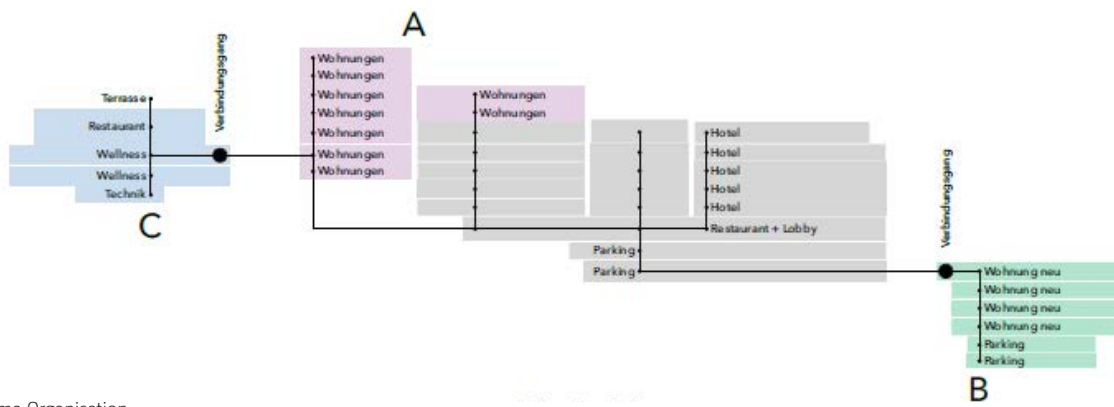 A
Verbindungsgang
Wohnungen
Wohnungen
Wohnungen
Wohnungen
Wohnungen
Wohnungen
Wohnungen
Terrasse
Restaurant
Wellness
Wellness
Technik
C
Wohnungen
Wohnungen
Hotel
Hotel
Hotel
Hotel
Hotel
Restaurant + Lobby
Parking
Parking
Verbindungsgang
Wohnung neu
Wohnung neu
Wohnung neu
Wohnung neu
Parking
Parking
B
Organisation